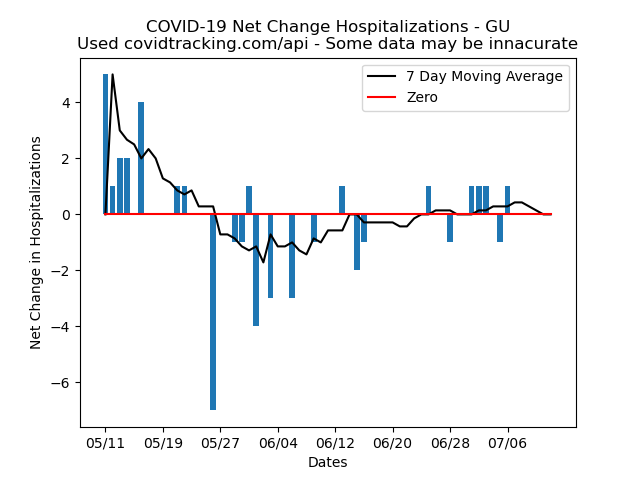 COVID-19 Net Change Hospitalizations - GU
Used covidtracking.com/api - Some data may be innacurate
7 Day Moving Average
Zero
Net Change in Hospitalizations
4
2
0
−2
−4
−6
05/11 05/19 05/27 06/04 06/12 06/20 06/28 07/06
Dates